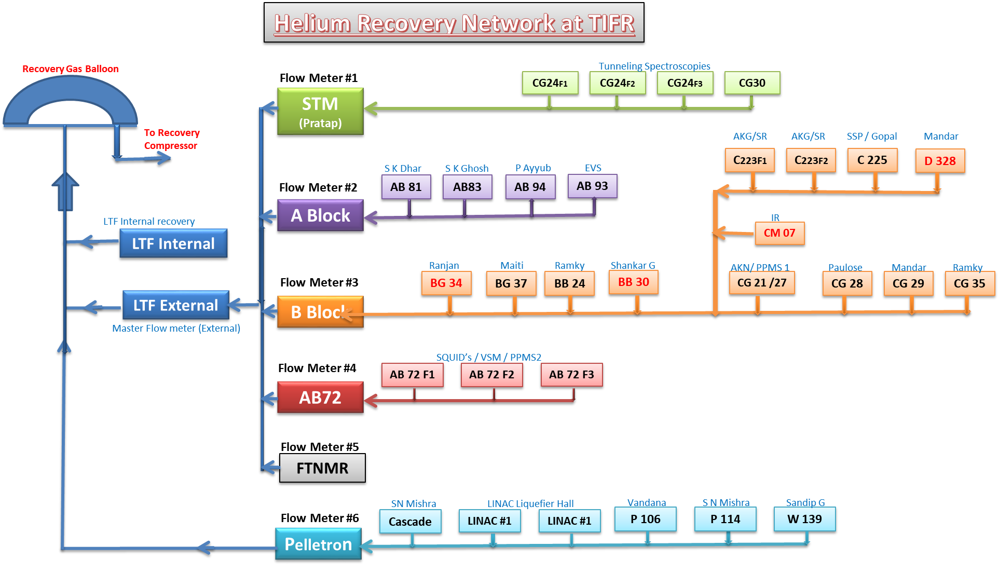 Helium Recovery Network at TIFR
Recovery Gas Balloon
To Recovery
Compressor
LTF Internal recovery
LTF Internal
LTF External
Master Flow meter (External)
Flow Meter #1
STM
(Pratap)
Tunneling Spectroscopies
CG24F1
CG24F2
CG24F3
CG30
Flow Meter #2
A Block
S K Dhar
AB 81
S K Ghosh
AB83
P Ayyub
AB 94
EVS
AB 93
AKG/SR
C223F1
AKG/SR
C223F2
SSP / Gopal
C 225
Mandar
D 328
IR
CM 07
Flow Meter #3
B Block
Ranjan
BG 34
Maiti
BG 37
Ramky
BB 24
Shankar G
BB 30
AKN/ PPMS 1
CG 21 /27
Paulose
CG 28
Mandar
CG 29
Ramky
CG 35
Flow Meter #4
AB72
SQUID's / VSM / PPMS2
AB 72 F1
AB 72 F2
AB 72 F3
Flow Meter #5
FTNMR
Flow Meter #6
Pelletron
SN Mishra
Cascade
LINAC Liquefier Hall
LINAC #1
LINAC #1
Vandana
P 106
S N Mishra
P 114
Sandip G
W 139